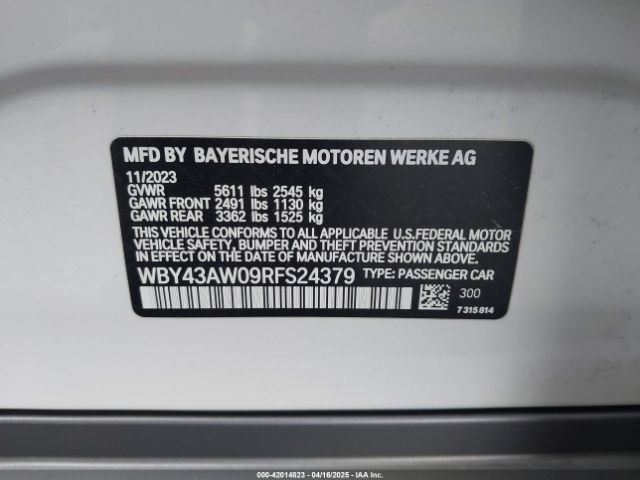 MFD BY BAYERISCHE MOTOREN WERKE AG
11/2023
GVWR 5611 lbs 2545 kg
GAWR FRONT 2491 lbs 1130 kg
GAWR REAR 3362 lbs 1525 kg
THIS VEHICLE CONFORMS TO ALL APPLICABLE U.S.FEDERAL MOTOR
VEHICLE SAFETY, BUMPER AND THEFT PREVENTION STANDARDS
IN EFFECT ON THE DATE OF MANUFACTURE SHOWN ABOVE.
WBY43AW09RFS24379 TYPE: PASSENGER CAR
300
7 315 814
000-42014823 - 04/16/2025 - IAA Inc.